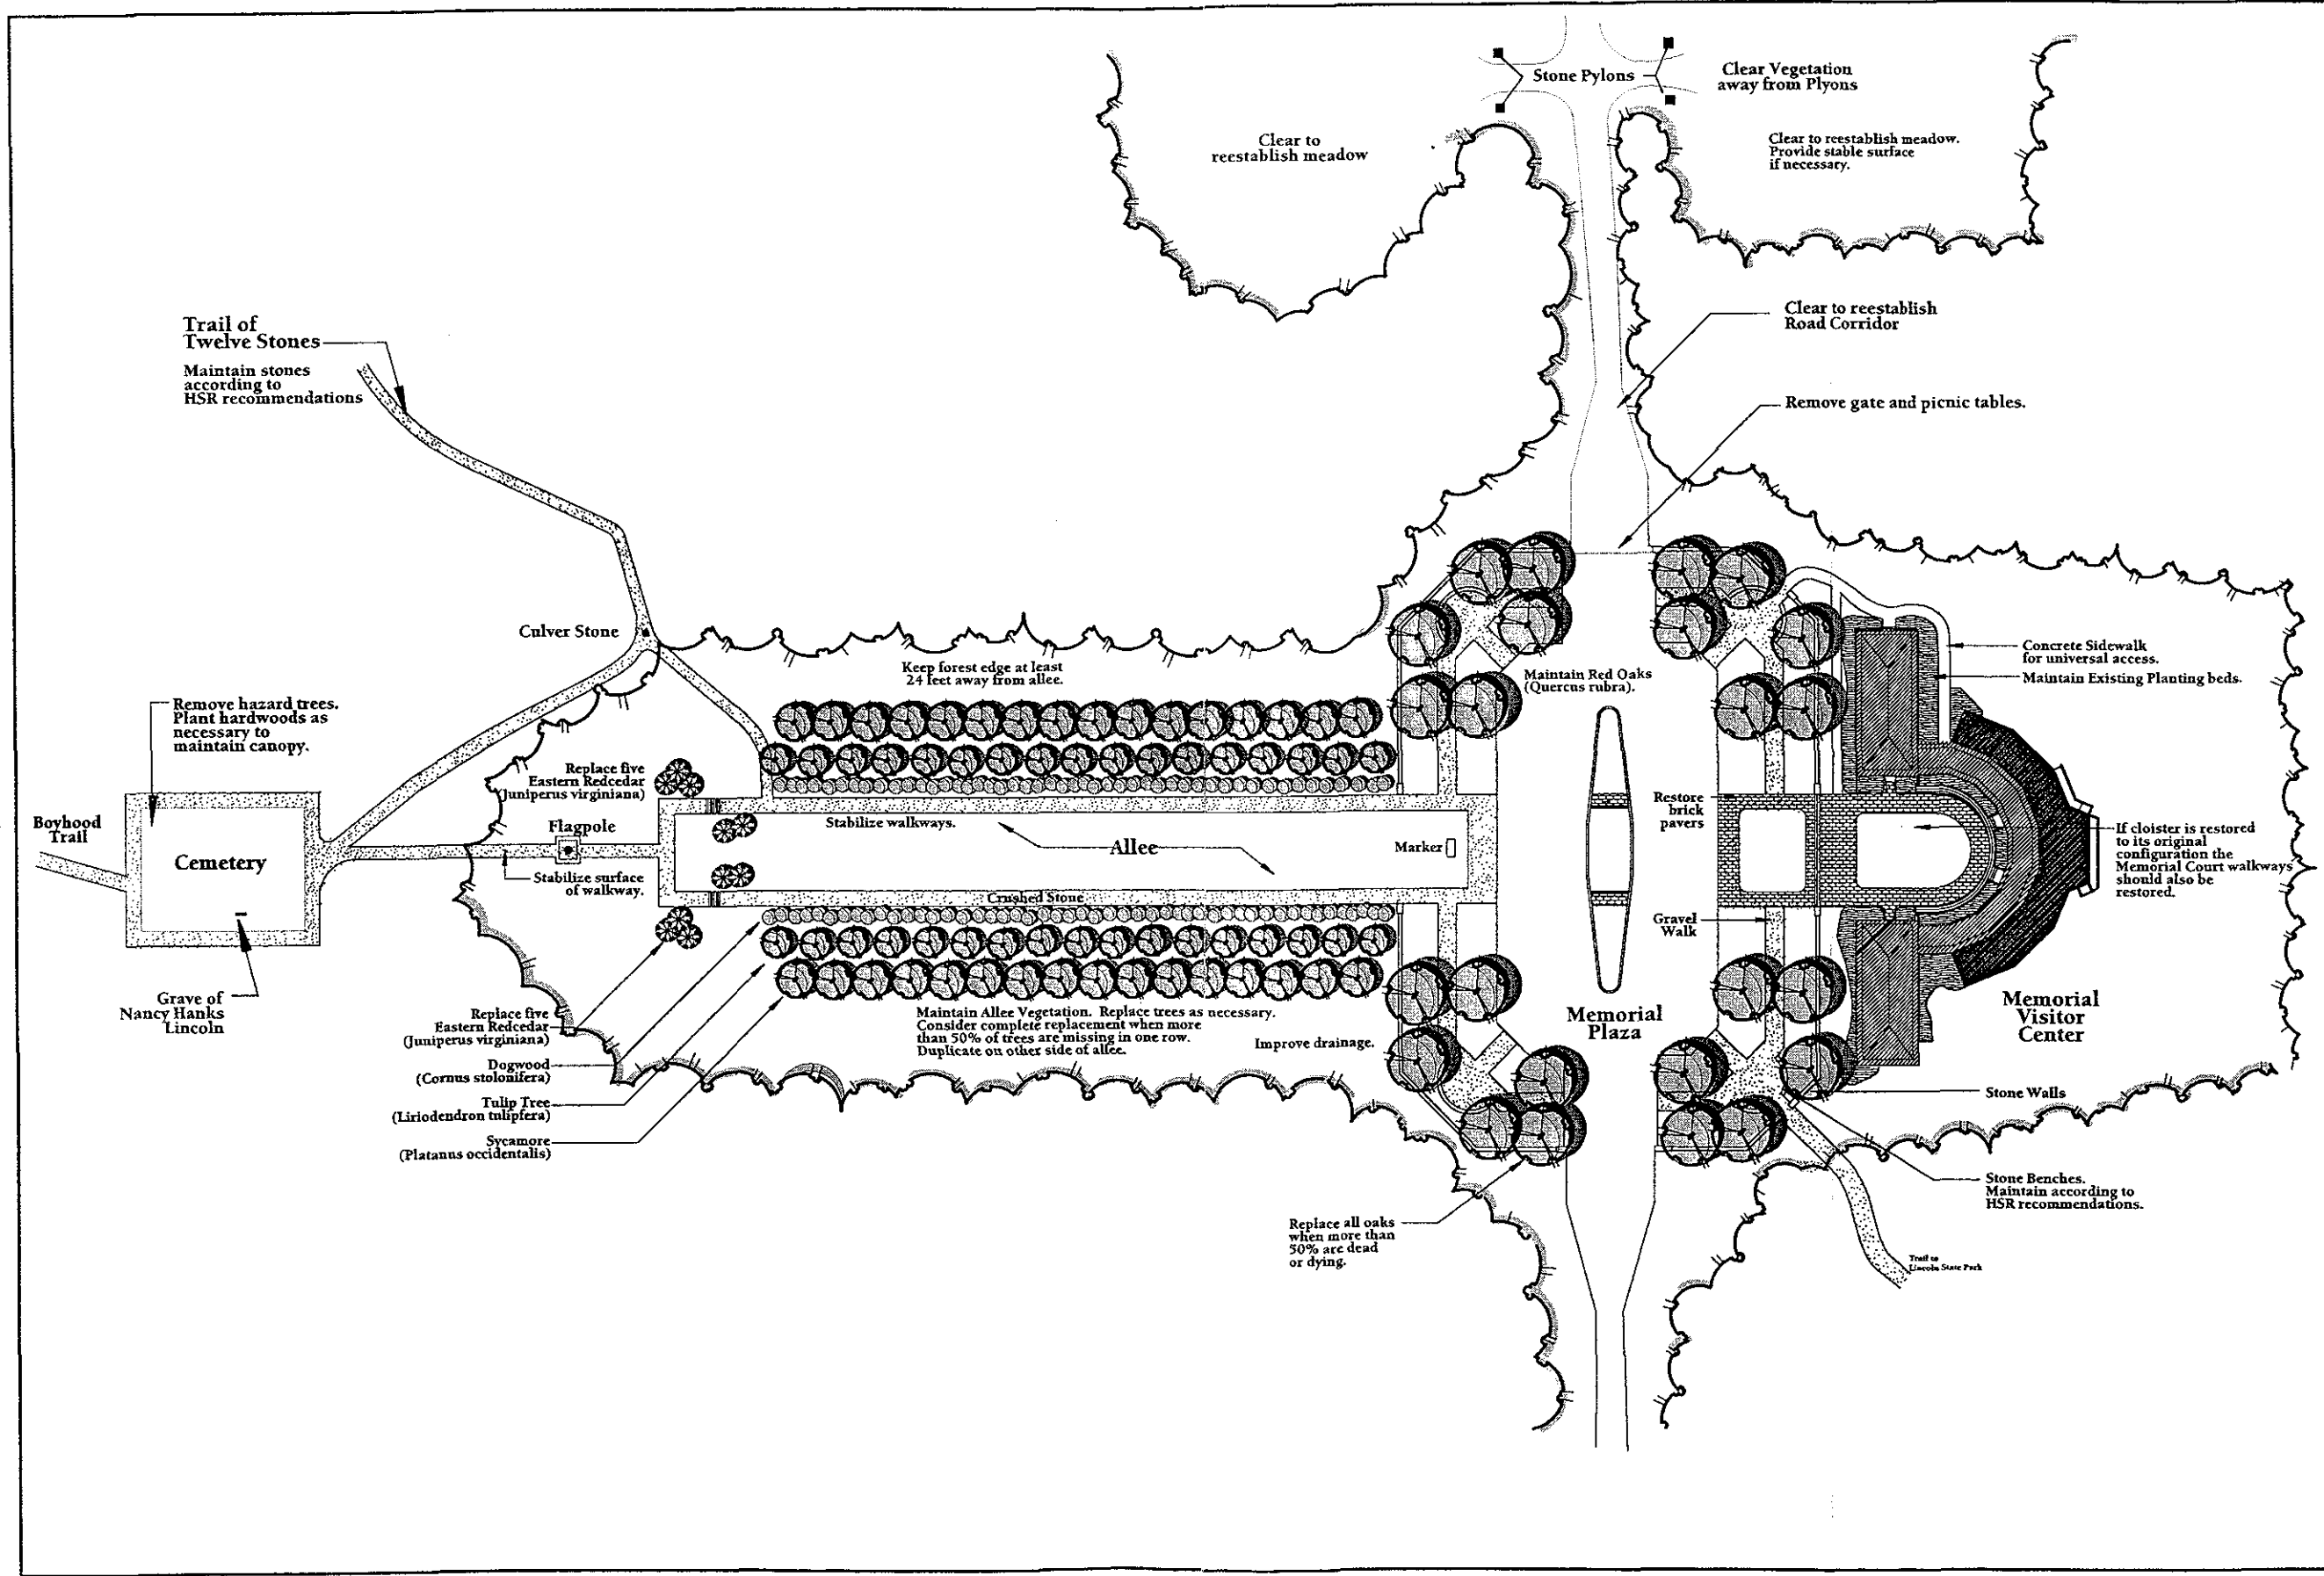 Stone Pylons
Clear Vegetation
away from Plyons
Clear to
reestablish meadow
Clear to reestablish meadow.
Provide stable surface
if necessary.
Clear to reestablish
Road Corridor
Remove gate and picnic tables.
Trail of
Twelve Stones
Maintain stones
according to
HSR recommendations
Culver Stone
Keep forest edge at least
24 feet away from allee.
Maintain Red Oaks
(Quercus rubra).
Concrete Sidewalk
for universal access.
Maintain Existing Planting beds.
Remove hazard trees.
Plant hardwoods as
necessary to
maintain canopy.
Replace five
Eastern Redcedar
(Juniperus virginiana)
Boyhood
Trail
Cemetery
Flagpole
Stabilize walkways.
Allee
Marker
Restore
brick
pavers
If cloister is restored
to its original
configuration the
Memorial Court walkways
should also be
restored.
Stabilize surface
of walkway.
Crushed Stone
Gravel
Walk
Grave of
Nancy Hanks
Lincoln
Replace five
Eastern Redcedar
(Juniperus virginiana)
Dogwood
(Cornus stolonifera)
Tulip Tree
(Liriodendron tulipfera)
Sycamore
(Platanus occidentalis)
Maintain Allee Vegetation. Replace trees as necessary.
Consider complete replacement when more
than 50% of trees are missing in one row.
Duplicate on other side of allee.
Improve drainage.
Memorial
Plaza
Memorial
Visitor
Center
Stone Walls
Stone Benches.
Maintain according to
HSR recommendations.
Replace all oaks
when more than
50% are dead
or dying.
Trail to
Lincoln State Park